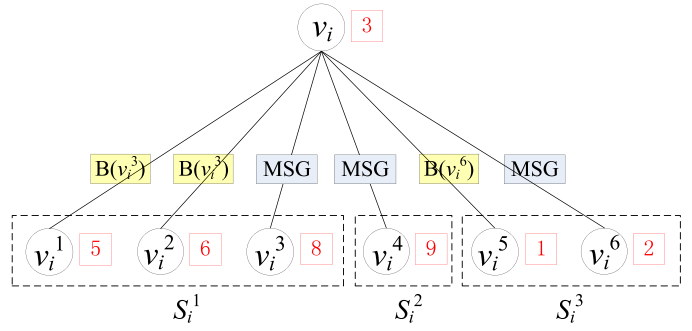 v_i 3
B(v_i^3) B(v_i^3) MSG MSG B(v_i^6) MSG
v_i^1 5 v_i^2 6 v_i^3 8 v_i^4 9 v_i^5 1 v_i^6 2
S_i^1 S_i^2 S_i^3